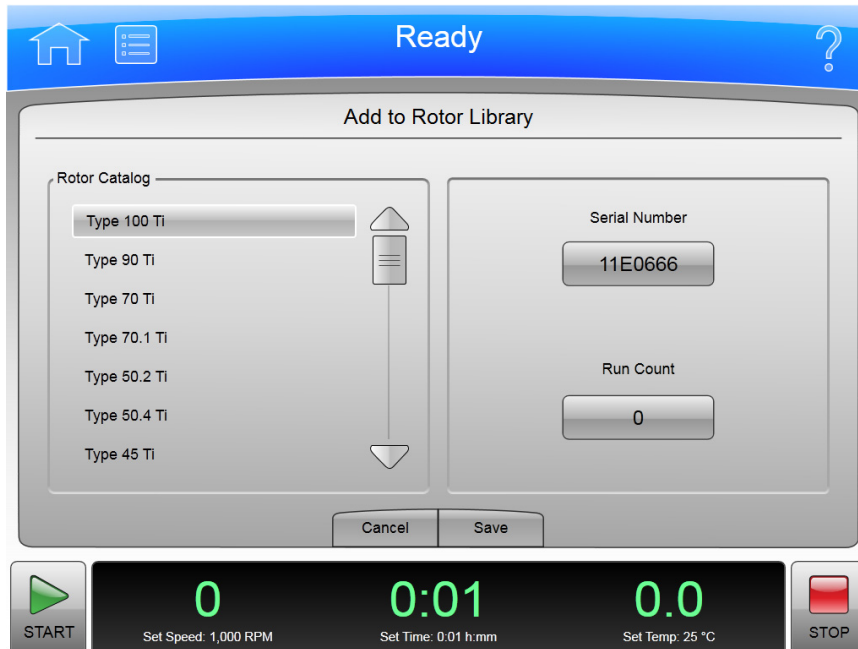 Ready
?
Add to Rotor Library
Rotor Catalog
Type 100 Ti
Type 90 Ti
Type 70 Ti
Type 70.1 Ti
Type 50.2 Ti
Type 50.4 Ti
Type 45 Ti
Serial Number
11E0666
Run Count
0
Cancel Save
START
0 0:01 0.0
Set Speed: 1,000 RPM Set Time: 0:01 h:mm Set Temp: 25 °C
STOP